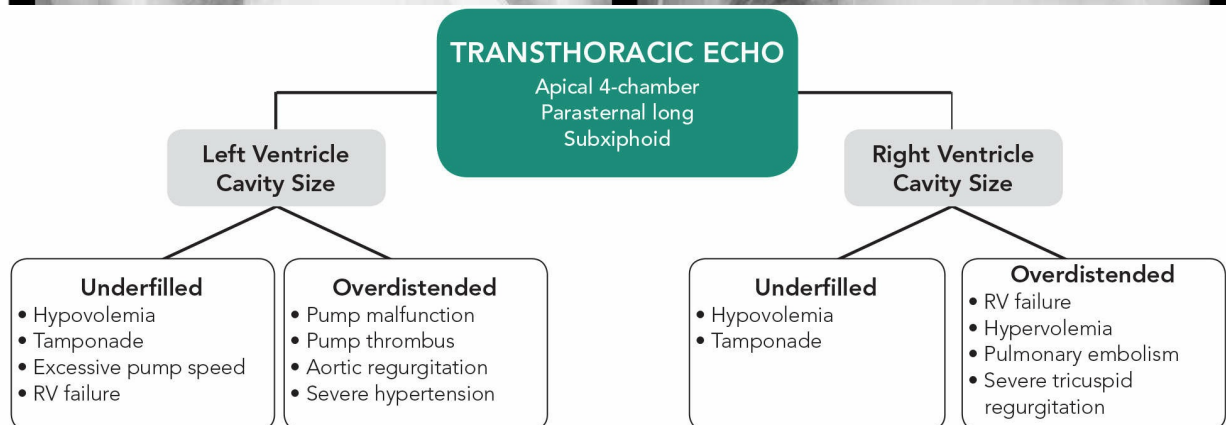 TRANSTHORACIC ECHO
Apical 4-chamber
Parasternal long
Subxiphoid
Left Ventricle
Cavity Size
Right Ventricle
Cavity Size
Underfilled
• Hypovolemia
• Tamponade
• Excessive pump speed
• RV failure
Overdistended
• Pump malfunction
• Pump thrombus
• Aortic regurgitation
• Severe hypertension
Underfilled
• Hypovolemia
• Tamponade
Overdistended
• RV failure
• Hypervolemia
• Pulmonary embolism
• Severe tricuspid
regurgitation